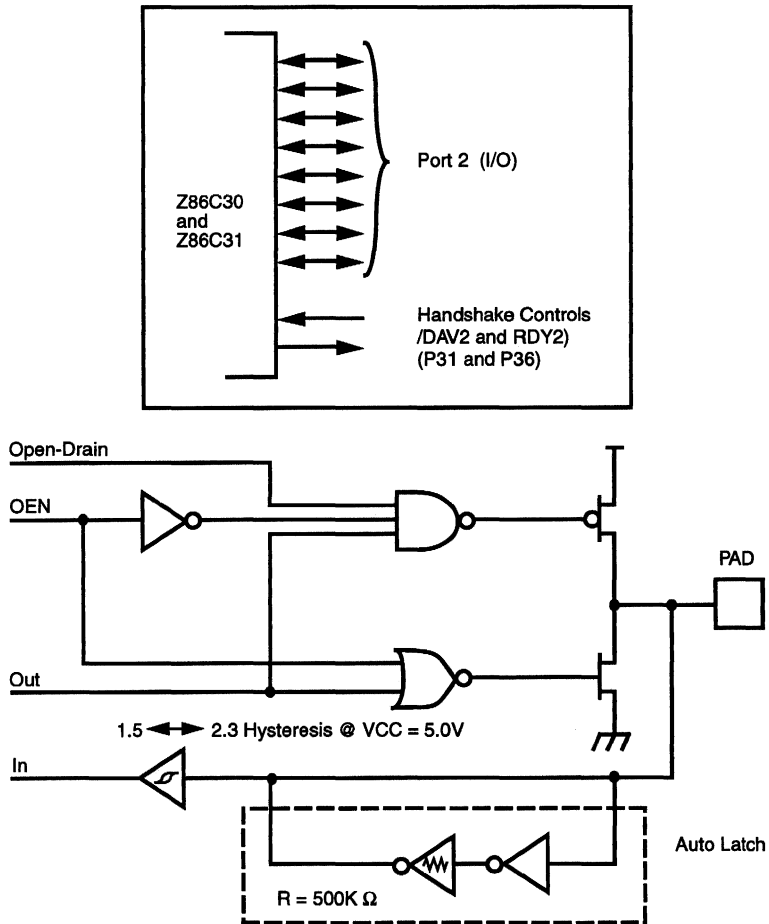 Z86C30
and
Z86C31
Port 2 (I/O)
Handshake Controls
/DAV2 and RDY2)
(P31 and P36)
Open-Drain
OEN
PAD
Out
1.5 2.3 Hysteresis @ VCC = 5.0V
In
Auto Latch
R = 500K Ω